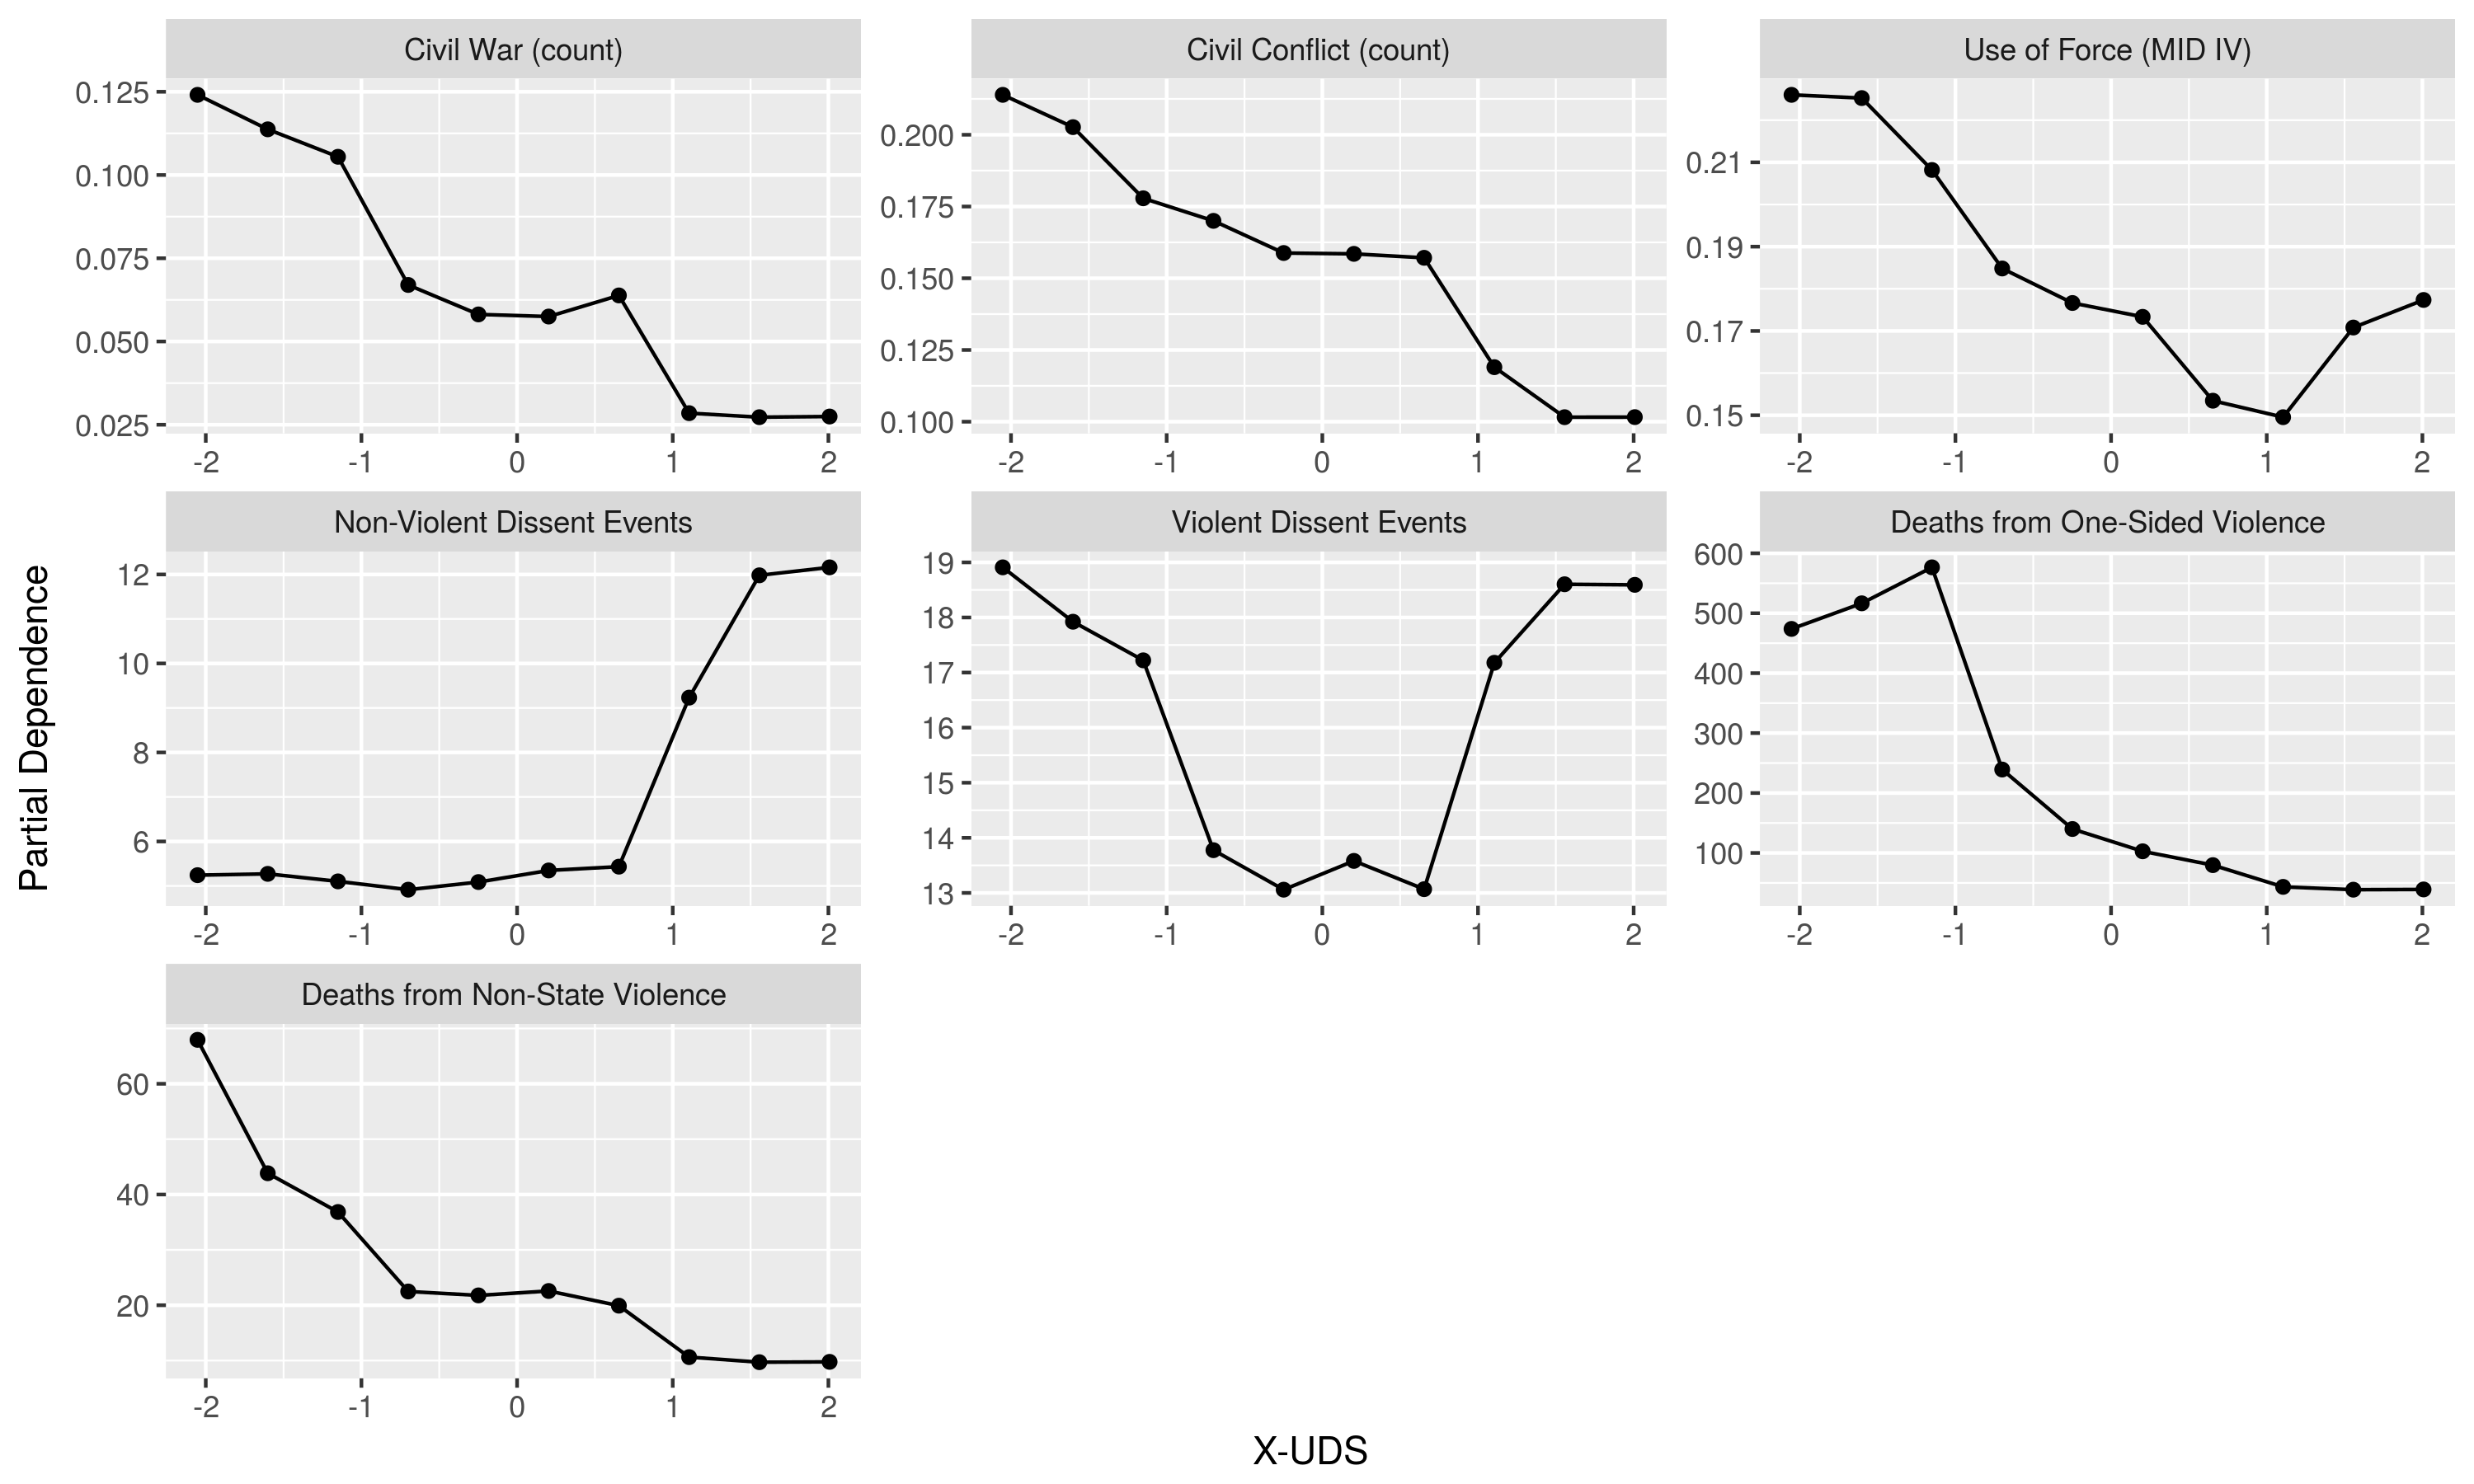 Civil War (count)
Civil Conflict (count)
Use of Force (MID IV)
0.125
0.100
0.075
0.050
0.025
-2 -1 0 1 2
0.200
0.175
0.150
0.125
0.100
-2 -1 0 1 2
0.21
0.19
0.17
0.15
-2 -1 0 1 2
Partial Dependence
Non-Violent Dissent Events
Violent Dissent Events
Deaths from One-Sided Violence
12
10
8
6
-2 -1 0 1 2
19
18
17
16
15
14
13
-2 -1 0 1 2
600
500
400
300
200
100
-2 -1 0 1 2
Deaths from Non-State Violence
60
40
20
-2 -1 0 1 2
X-UDS